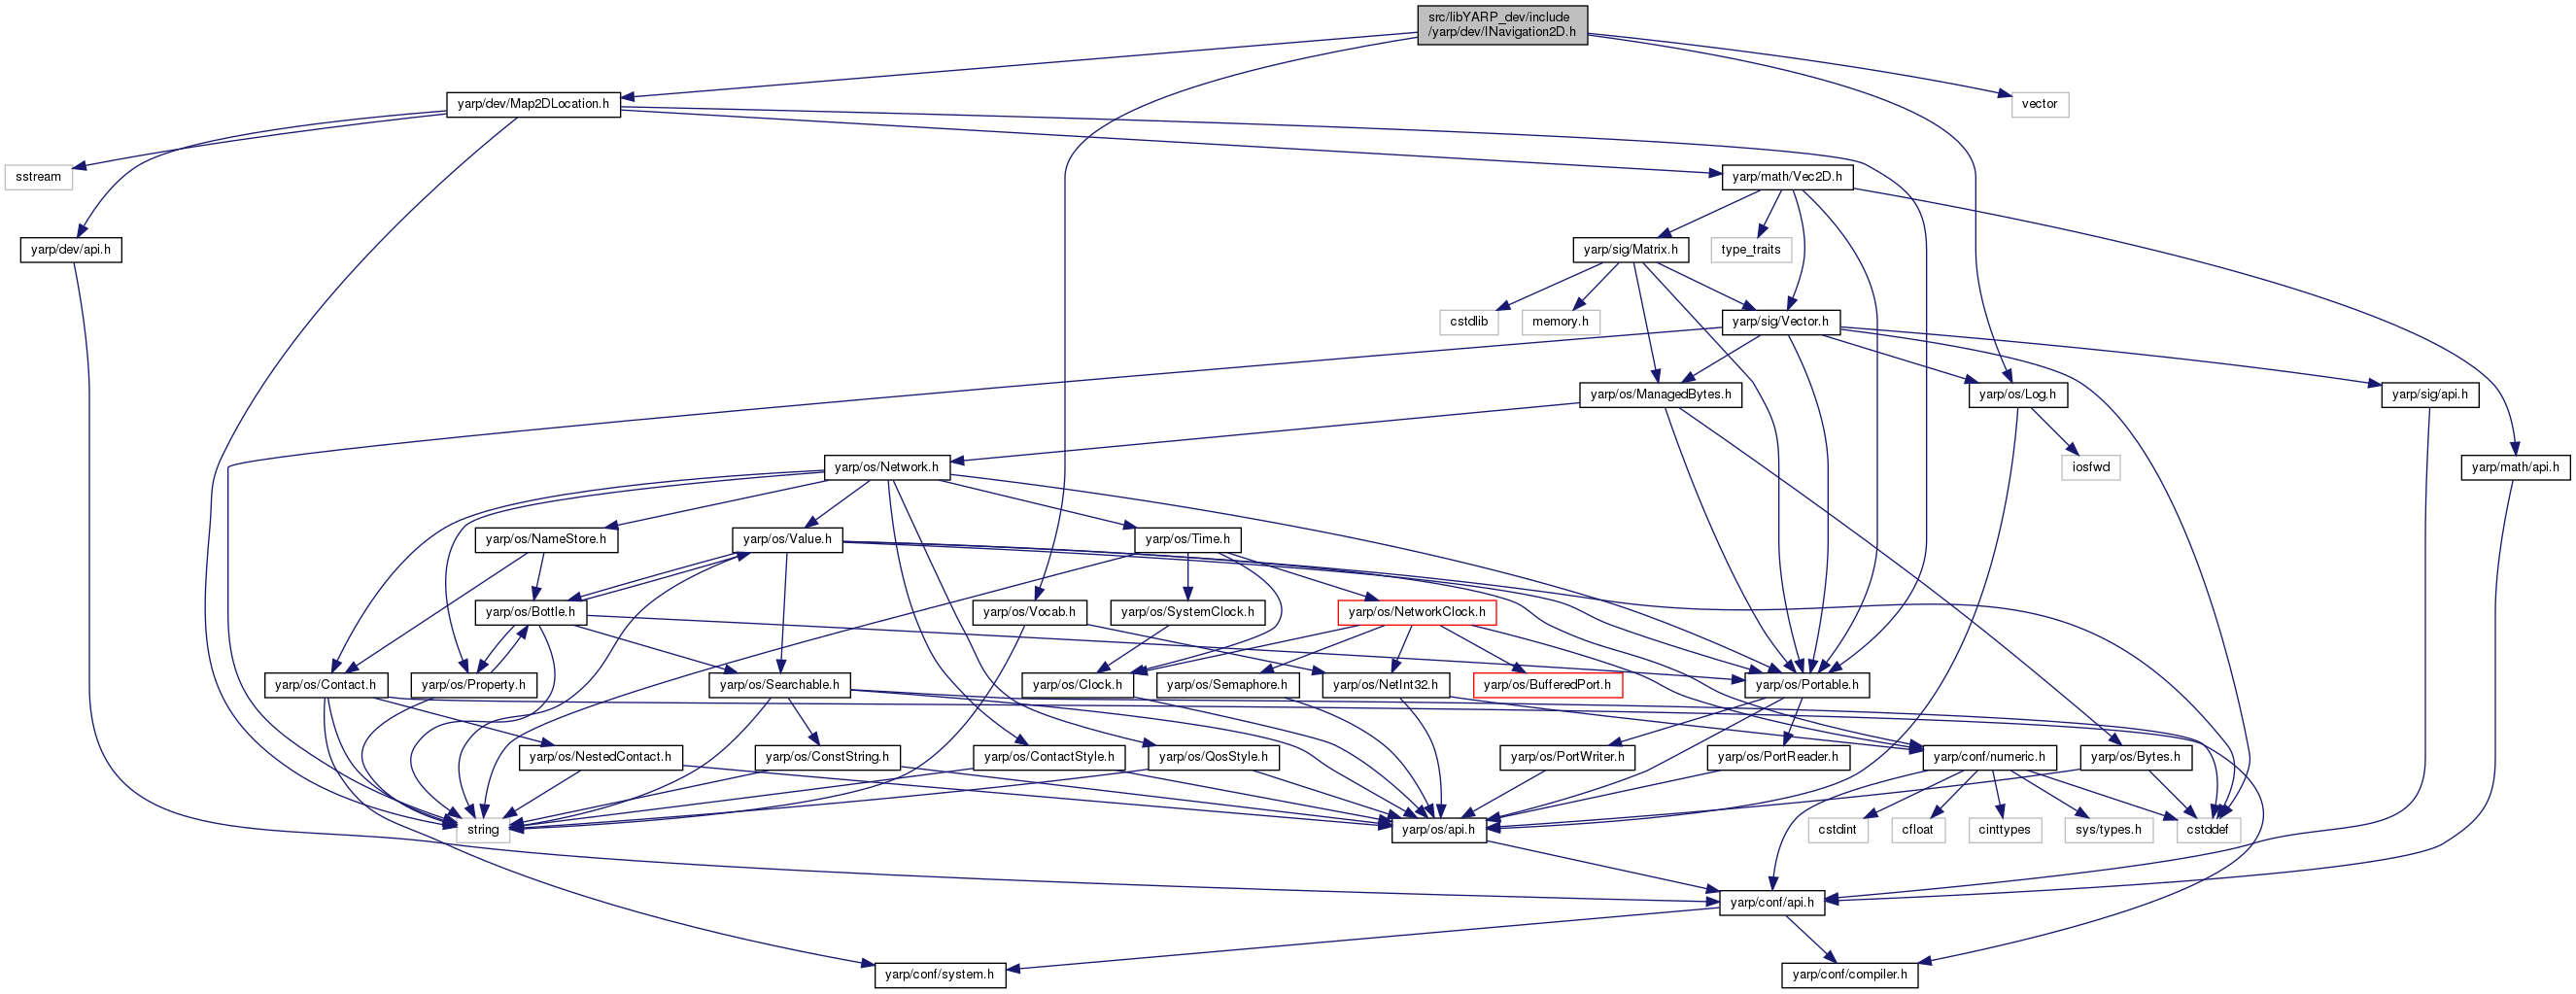 src/libYARP_dev/include
/yarp/dev/INavigation2D.h
yarp/dev/Map2DLocation.h
vector
sstream
yarp/math/Vec2D.h
yarp/dev/api.h
yarp/sig/Matrix.h
type_traits
cstdlib
memory.h
yarp/sig/Vector.h
yarp/os/ManagedBytes.h
yarp/os/Log.h
yarp/sig/api.h
yarp/os/Network.h
iosfwd
yarp/math/api.h
yarp/os/NameStore.h
yarp/os/Value.h
yarp/os/Time.h
yarp/os/Bottle.h
yarp/os/Vocab.h
yarp/os/SystemClock.h
yarp/os/NetworkClock.h
yarp/os/Contact.h
yarp/os/Property.h
yarp/os/Searchable.h
yarp/os/Clock.h
yarp/os/Semaphore.h
yarp/os/NetInt32.h
yarp/os/BufferedPort.h
yarp/os/Portable.h
yarp/os/NestedContact.h
yarp/os/ConstString.h
yarp/os/ContactStyle.h
yarp/os/QosStyle.h
yarp/os/PortWriter.h
yarp/os/PortReader.h
yarp/conf/numeric.h
yarp/os/Bytes.h
string
yarp/os/api.h
cstdint
cfloat
cinttypes
sys/types.h
cstddef
yarp/conf/api.h
yarp/conf/system.h
yarp/conf/compiler.h